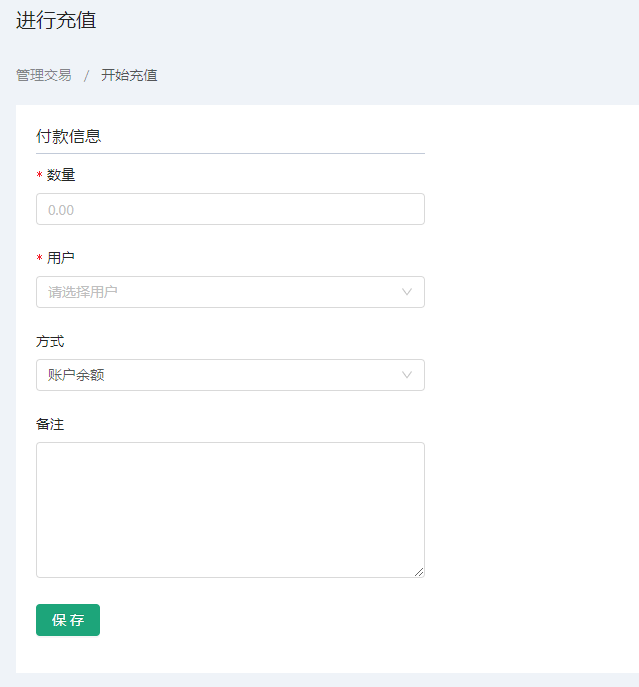 进行充值
管理交易 / 开始充值
付款信息
* 数量
0.00
* 用户
请选择用户
方式
账户余额
备注
保 存